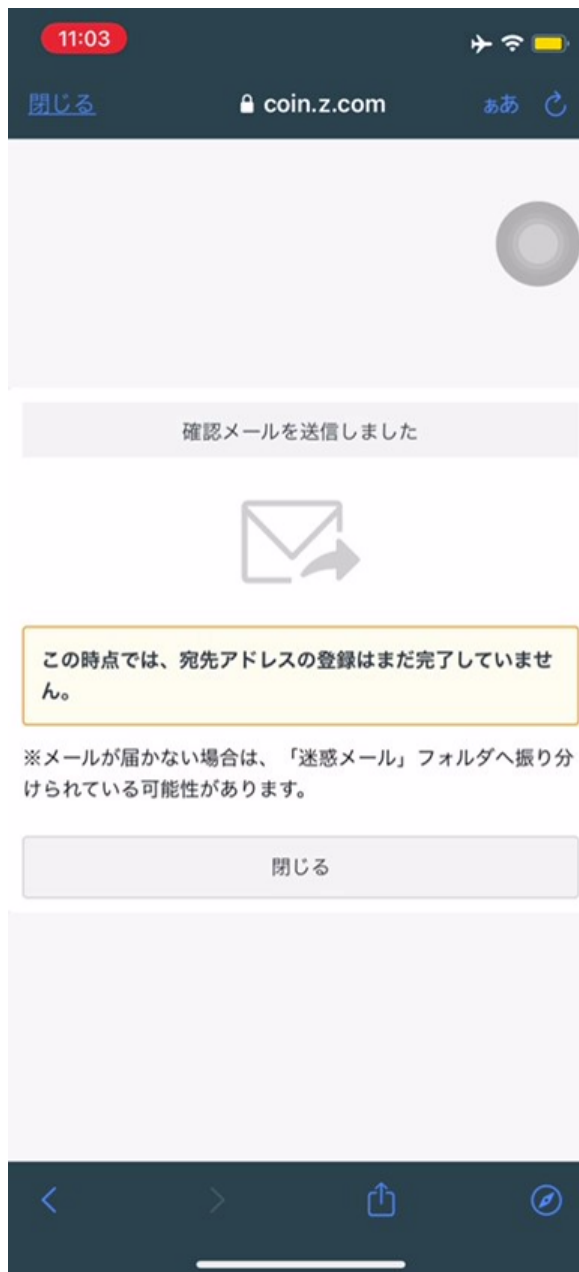 11:03
閉じる coin.z.com ぁあ
確認メールを送信しました
この時点では、宛先アドレスの登録はまだ完了していませ
ん。
※メールが届かない場合は、「迷惑メール」フォルダへ振り分
けられている可能性があります。
閉じる